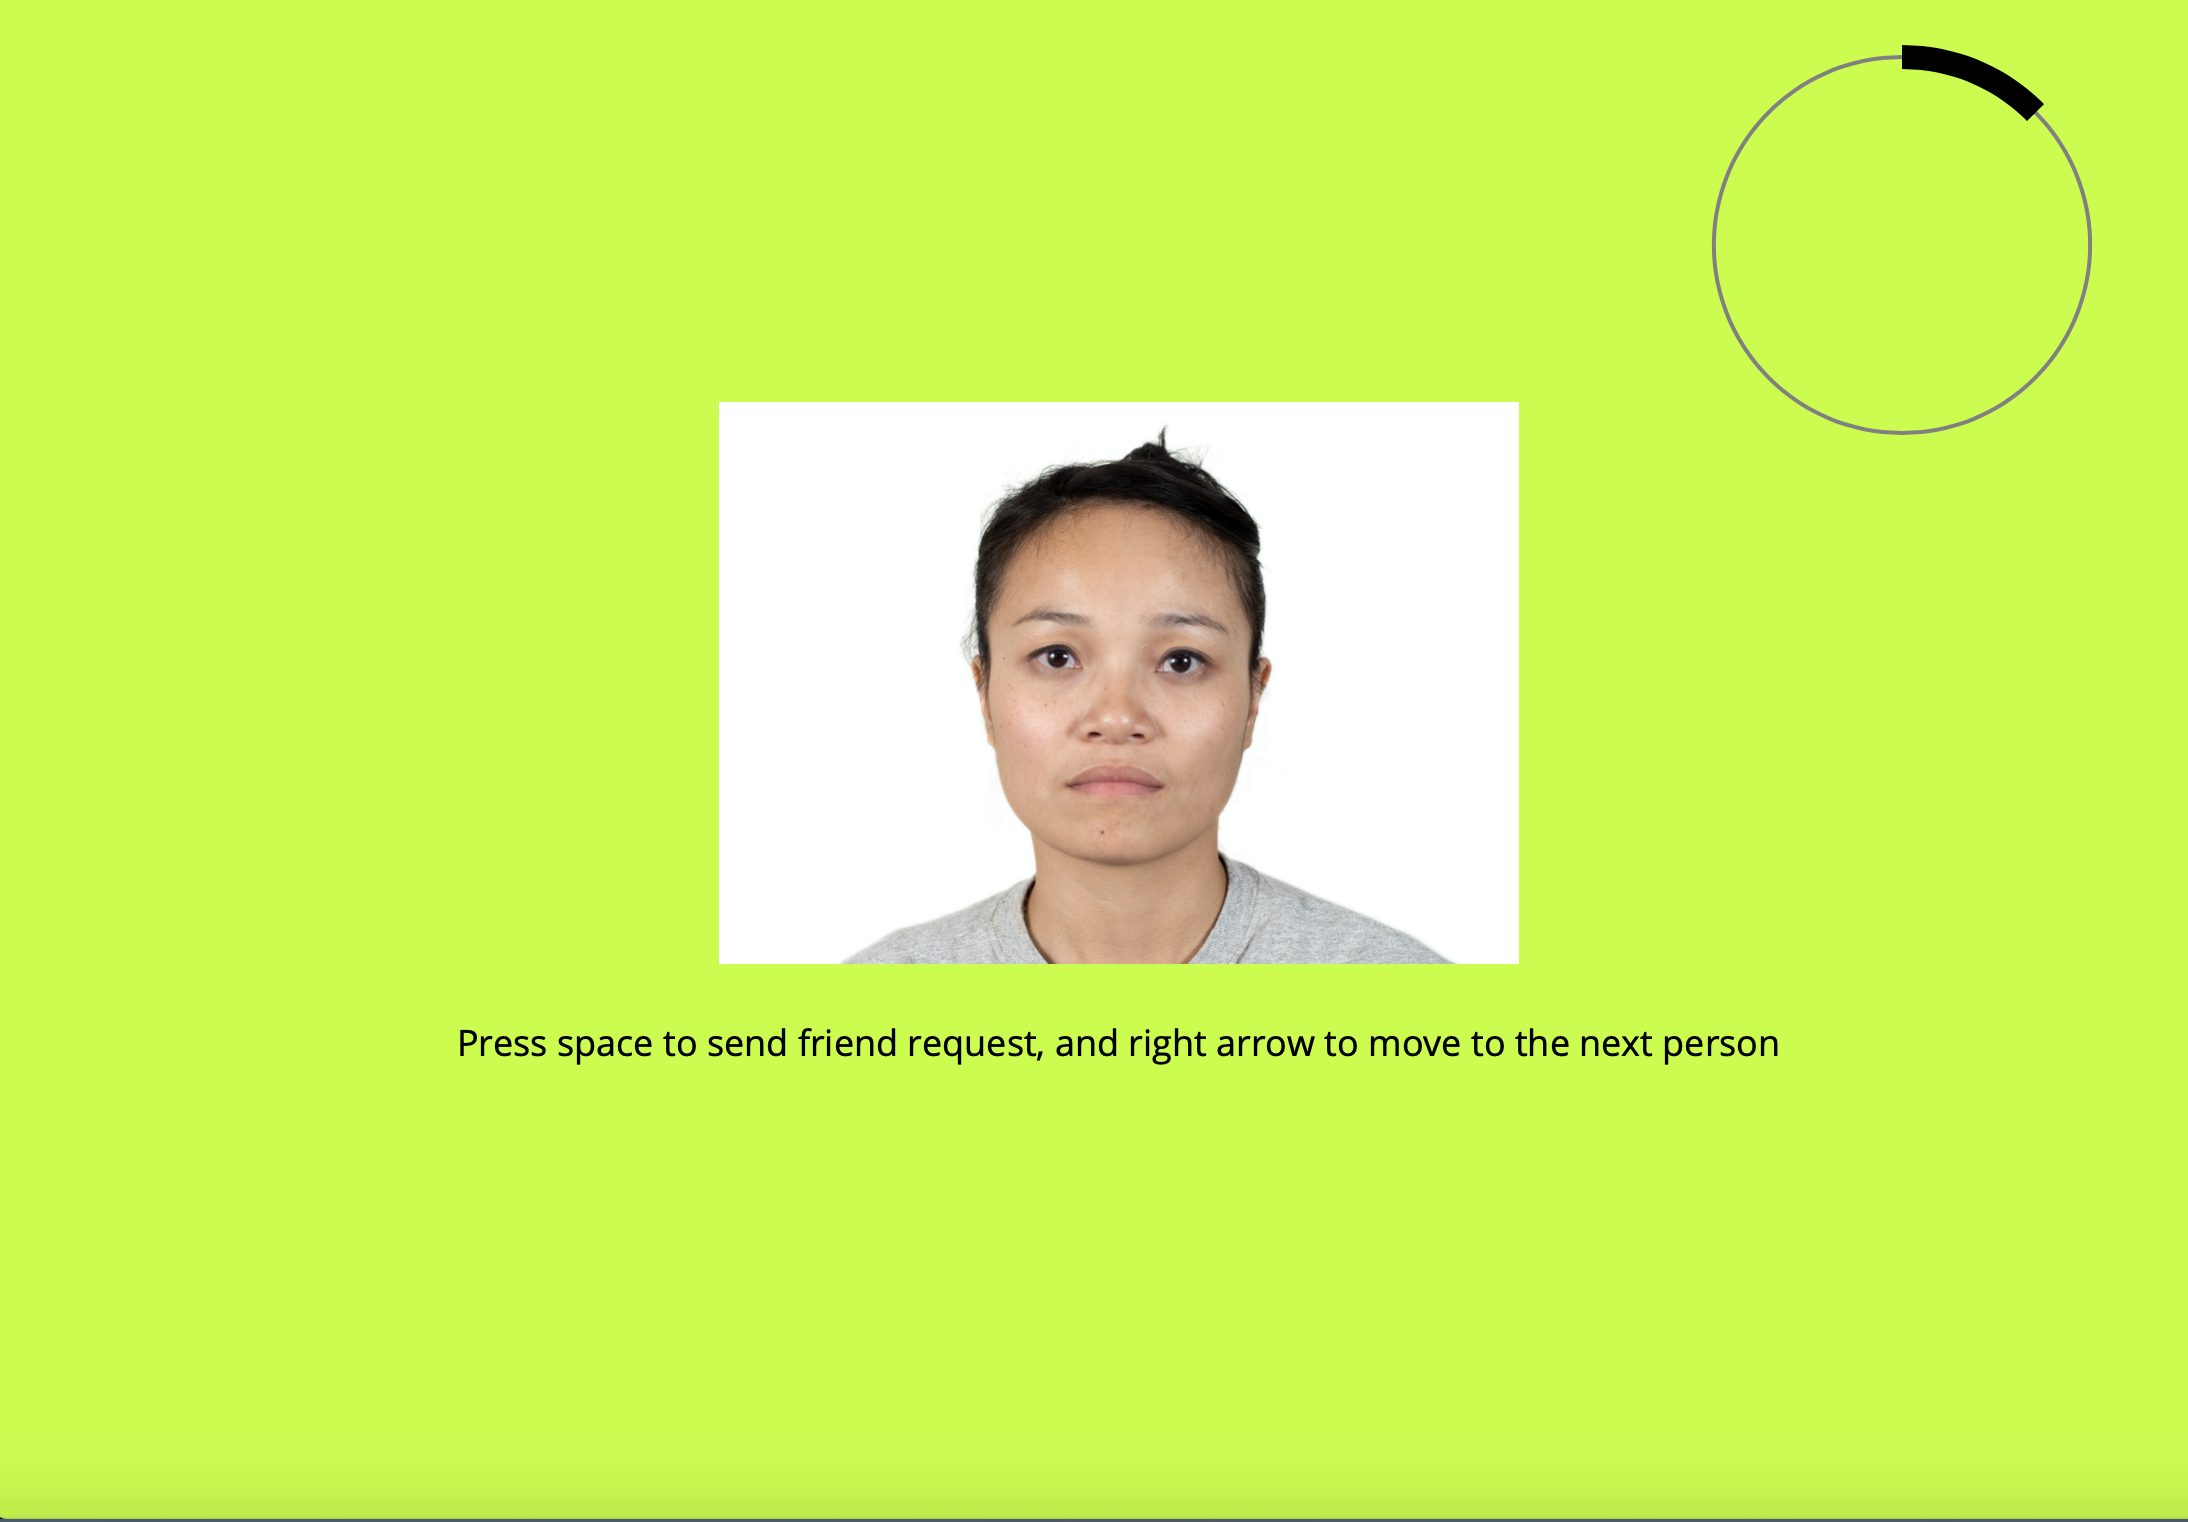 Press space to send friend request, and right arrow to move to the next person